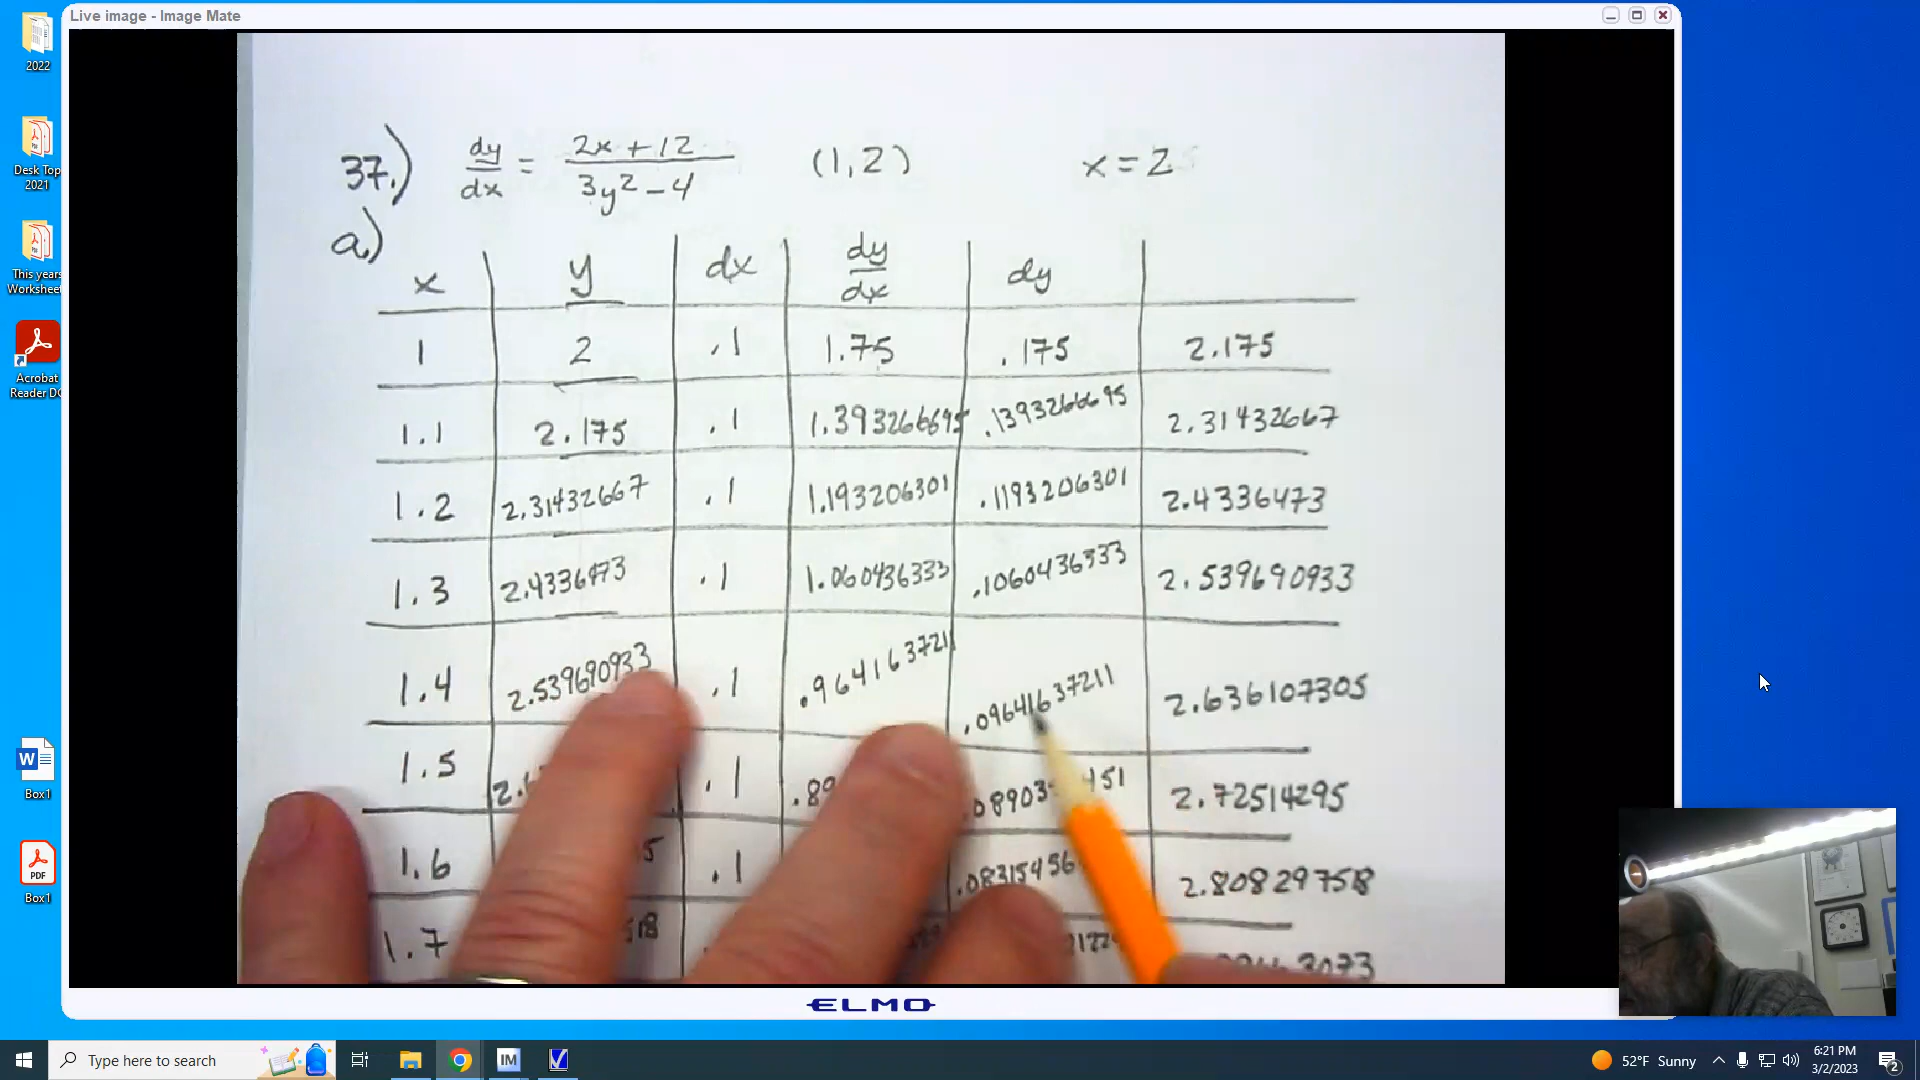 Live image - Image Mate
2022
Desk Top
2021
This years
Worksheet
Acrobat
Reader DC
Box1
Box1
37.) dy/dx = 2x + 12 / 3y² - 4 (1, 2) x = 2
a)
x y dx dy/dx dy
1 2 .1 1.75 .175 2.175
1.1 2.175 .1 1.393266695 .1393266695 2.31432667
1.2 2.31432667 .1 1.193206301 .1193206301 2.4336473
1.3 2.4336473 .1 1.060436333 .1060436333 2.539690933
1.4 2.539690933 .1 .9641637211 .09641637211 2.636107305
1.5 .1 2.72514295
1.6 .1 2.80829758
1.7
ELMO
Type here to search
IM
52°F Sunny
6:21 PM
3/2/2023
2